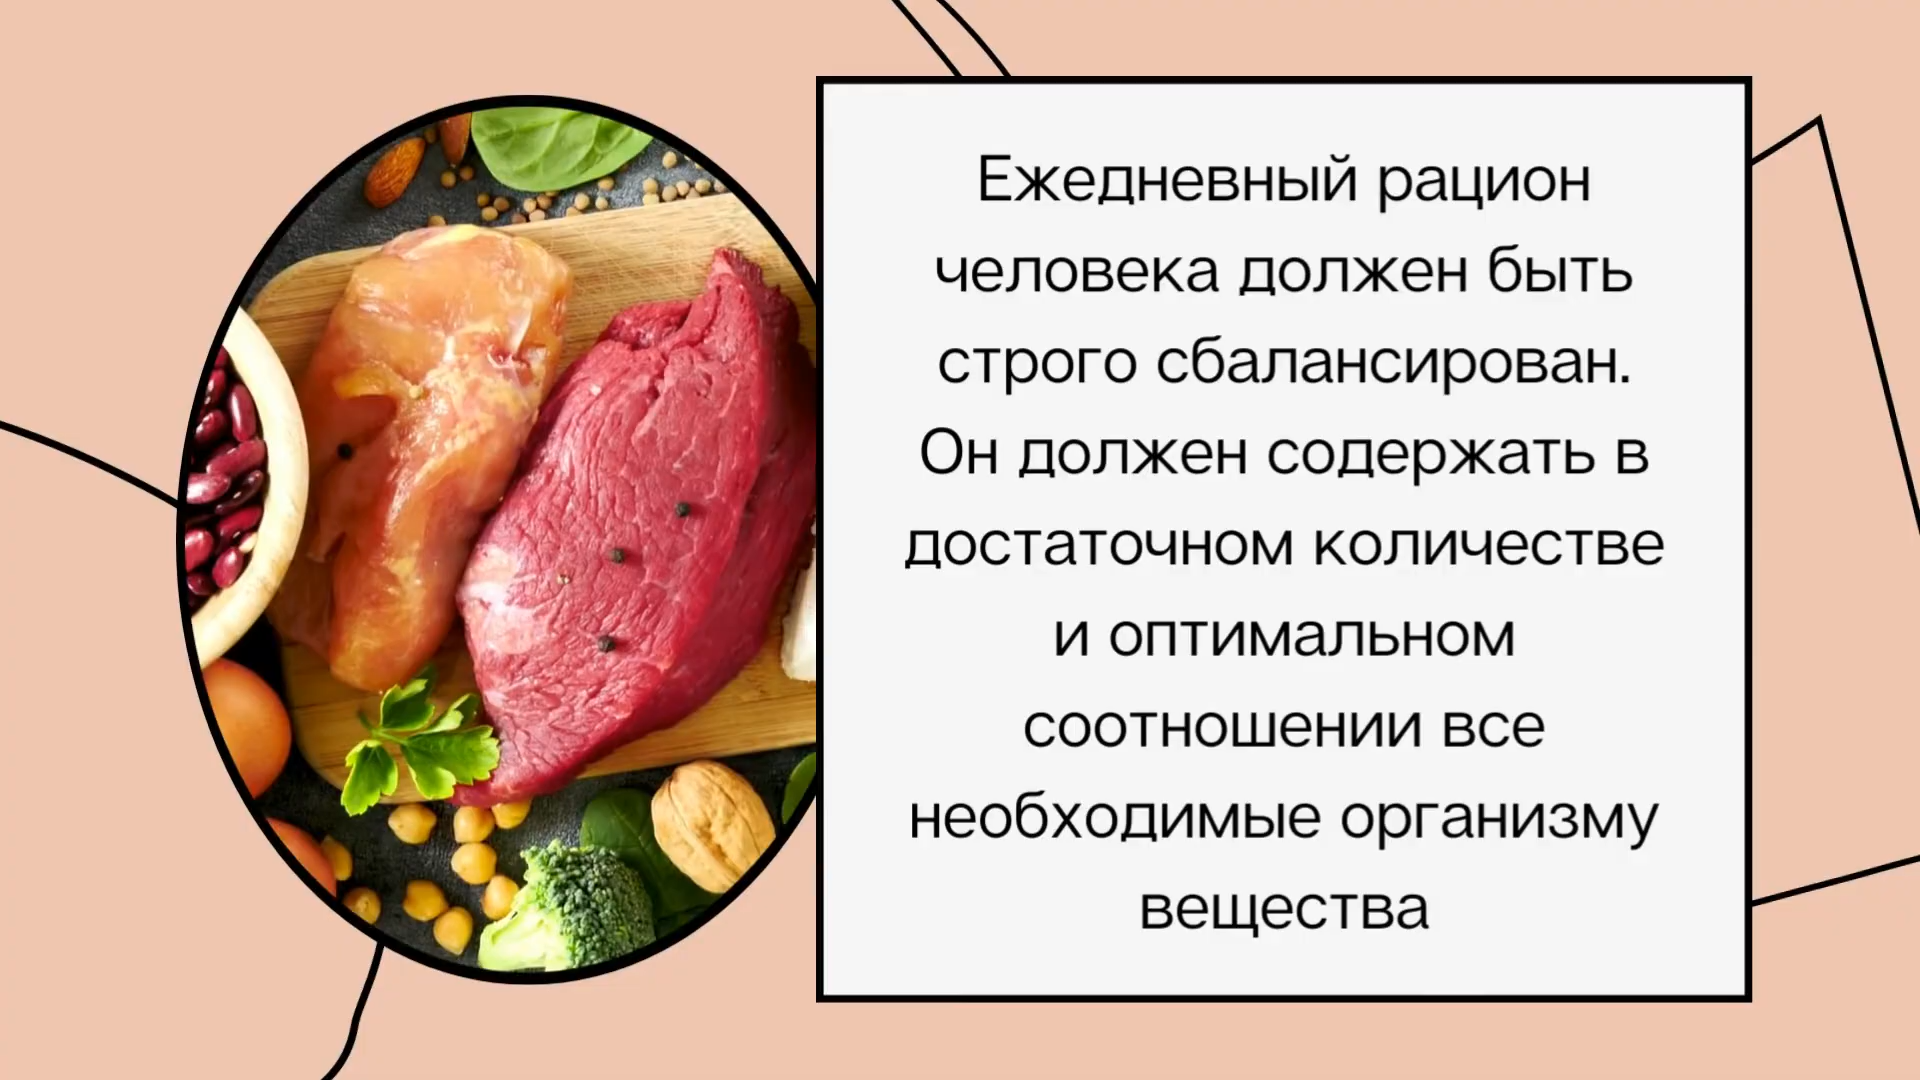 Ежедневный рацион
человека должен быть
строго сбалансирован.
Он должен содержать в
достаточном количестве
и оптимальном
соотношении все
необходимые организму
вещества